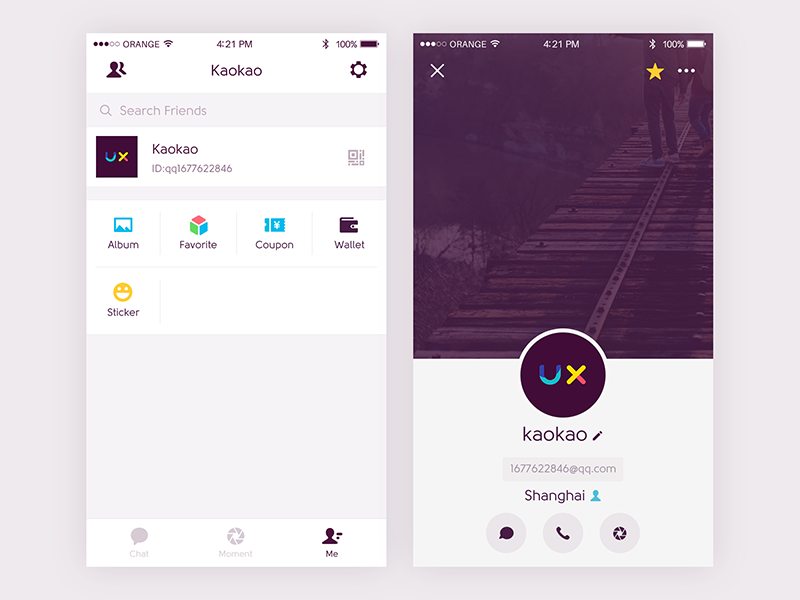 ORANGE 4:21 PM 100%
Kaokao
Search Friends
UX
Kaokao
ID:qq1677622846
Album Favorite Coupon Wallet
Sticker
Chat Moment Me
ORANGE 4:21 PM 100%
UX
kaokao
1677622846@qq.com
Shanghai